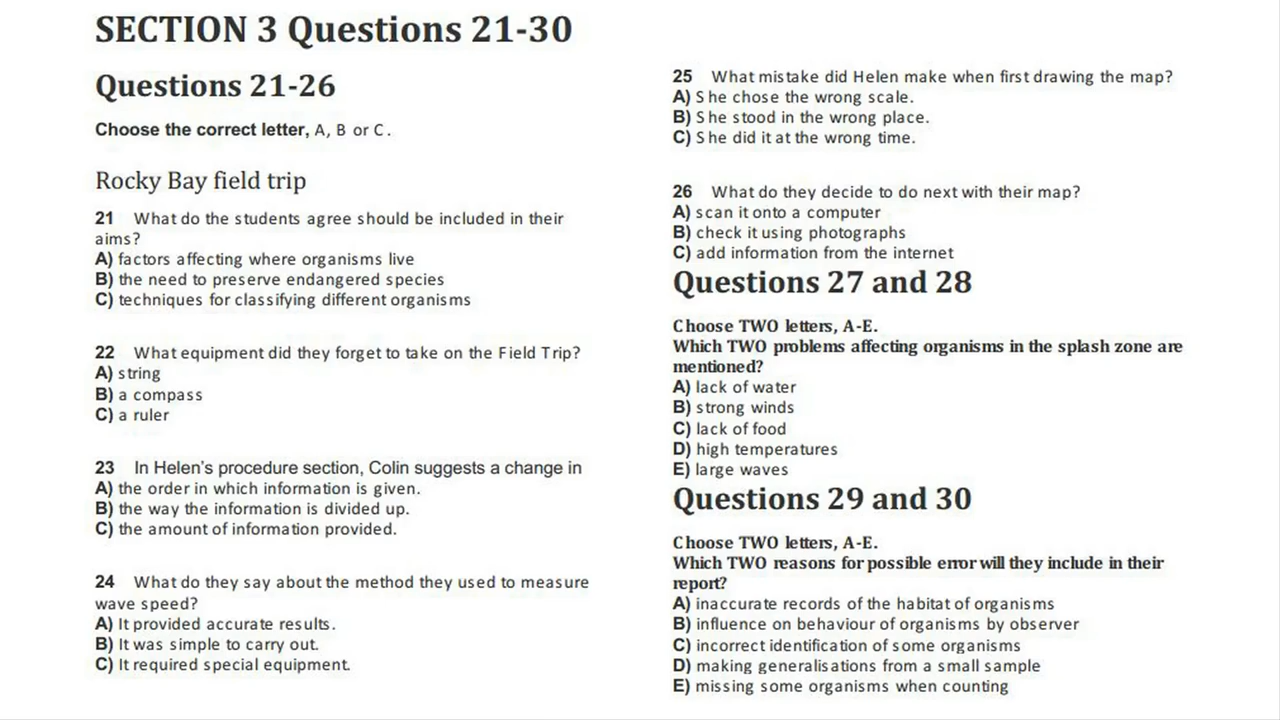 SECTION 3 Questions 21-30
Questions 21-26
Choose the correct letter, A, B or C.
Rocky Bay field trip
21 What do the students agree should be included in their
aims?
A) factors affecting where organisms live
B) the need to preserve endangered species
C) techniques for classifying different organisms
22 What equipment did they forget to take on the Field Trip?
A) string
B) a compass
C) a ruler
23 In Helen's procedure section, Colin suggests a change in
A) the order in which information is given.
B) the way the information is divided up.
C) the amount of information provided.
24 What do they say about the method they used to measure
wave speed?
A) It provided accurate results.
B) It was simple to carry out.
C) It required special equipment.
25 What mistake did Helen make when first drawing the map?
A) She chose the wrong scale.
B) She stood in the wrong place.
C) She did it at the wrong time.
26 What do they decide to do next with their map?
A) scan it onto a computer
B) check it using photographs
C) add information from the internet
Questions 27 and 28
Choose TWO letters, A-E.
Which TWO problems affecting organisms in the splash zone are
mentioned?
A) lack of water
B) strong winds
C) lack of food
D) high temperatures
E) large waves
Questions 29 and 30
Choose TWO letters, A-E.
Which TWO reasons for possible error will they include in their
report?
A) inaccurate records of the habitat of organisms
B) influence on behaviour of organisms by observer
C) incorrect identification of some organisms
D) making generalisations from a small sample
E) missing some organisms when counting